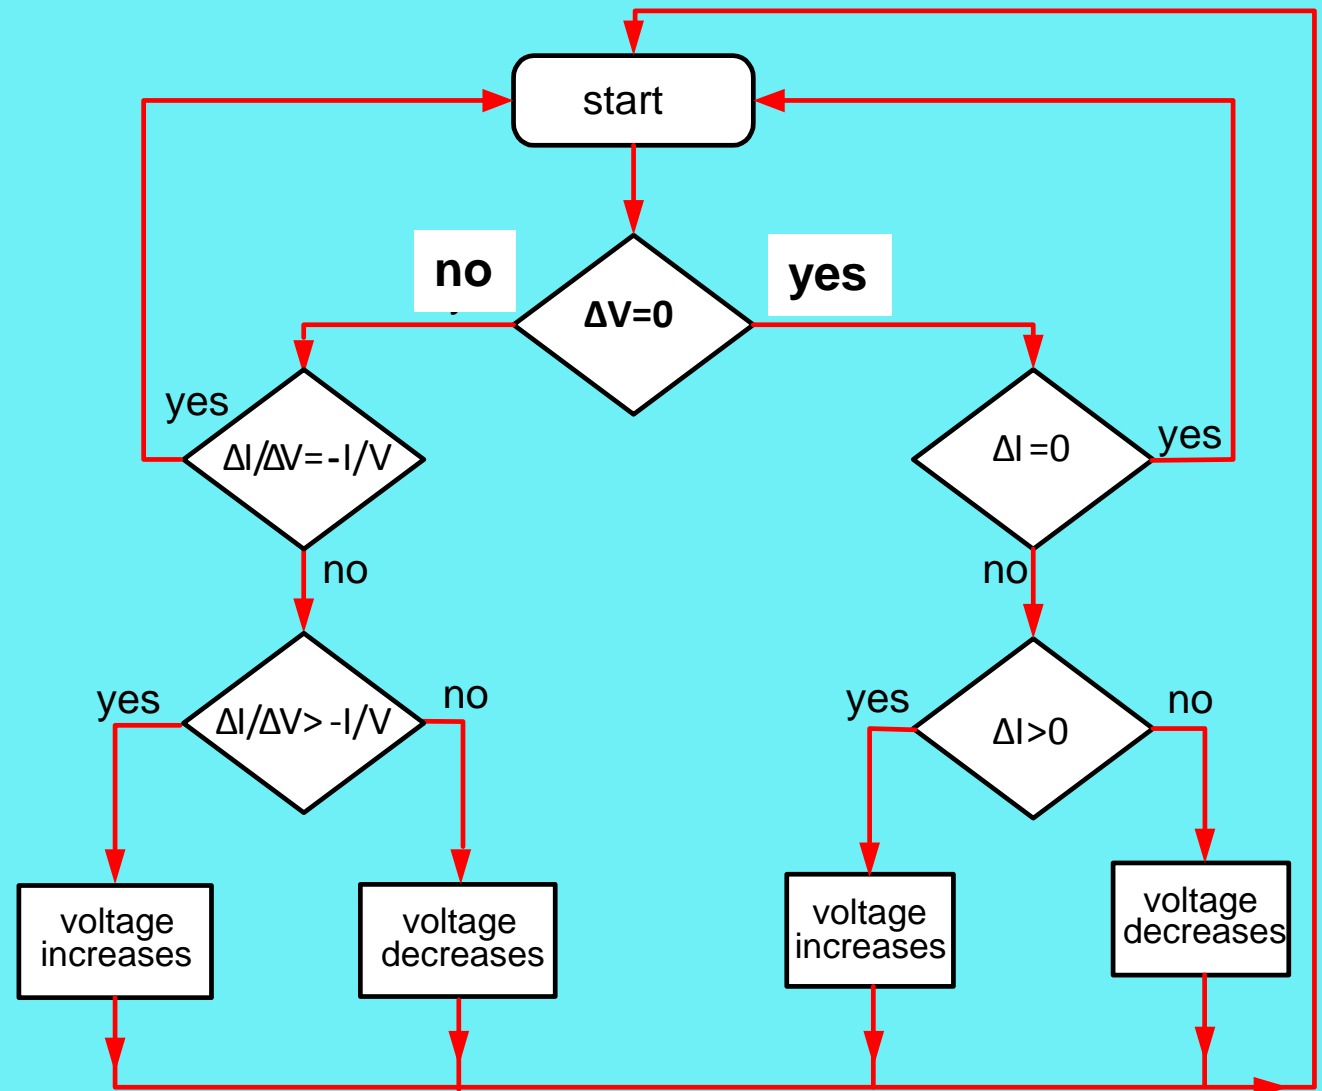 start
no
yes
ΔV=0
yes
ΔI/ΔV=-I/V
ΔI=0
yes
no
no
yes
ΔI/ΔV>-I/V
no
yes
ΔI>0
no
voltage
increases
voltage
decreases
voltage
increases
voltage
decreases